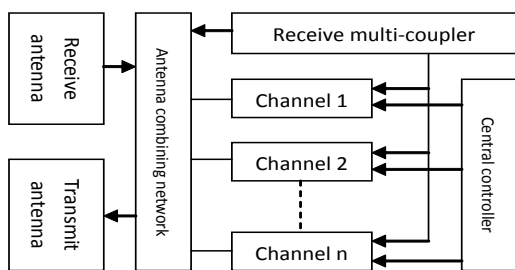 Receive
antenna
Transmit
antenna
Antenna combining network
Receive multi-coupler
Channel 1
Channel 2
Channel n
Central controller